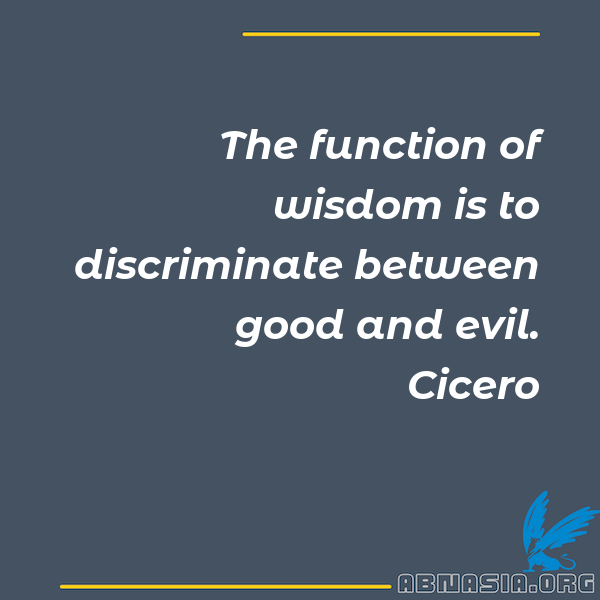 The function of
wisdom is to
discriminate between
good and evil.
Cicero
ABNASIA.ORG